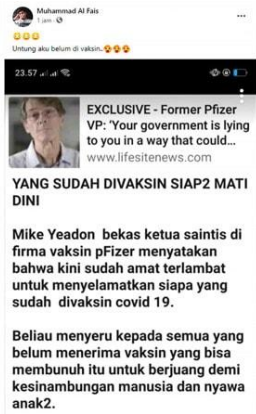 Muhammad Al Fais
1 jam
Untung aku belum di vaksin.
23.57
EXCLUSIVE - Former Pfizer
VP: 'Your government is lying
to you in a way that could...
www.lifesitenews.com
YANG SUDAH DIVAKSIN SIAP2 MATI
DINI
Mike Yeadon bekas ketua saintis di
firma vaksin pFizer menyatakan
bahwa kini sudah amat terlambat
untuk menyelamatkan siapa yang
sudah divaksin covid 19.
Beliau menyeru kepada semua yang
belum menerima vaksin yang bisa
membunuh itu untuk berjuang demi
kesinambungan manusia dan nyawa
anak2.